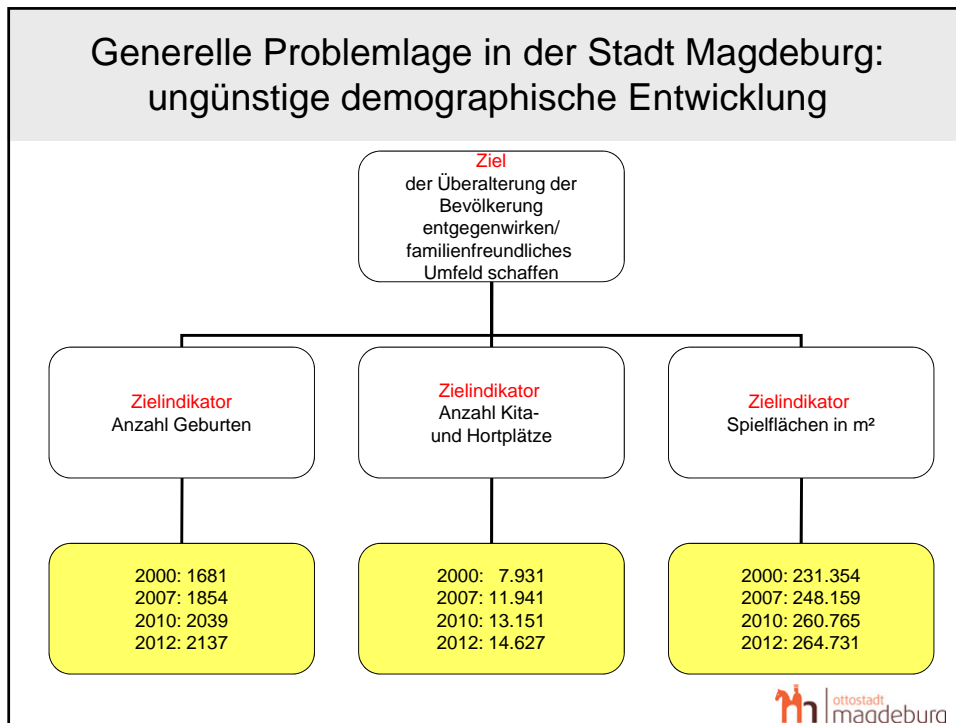 Generelle Problemlage in der Stadt Magdeburg:
ungünstige demographische Entwicklung
Ziel
der Überalterung der
Bevölkerung
entgegenwirken/
familienfreundliches
Umfeld schaffen
Zielindikator
Anzahl Geburten
Zielindikator
Anzahl Kita-
und Hortplätze
Zielindikator
Spielflächen in m²
2000: 1681
2007: 1854
2010: 2039
2012: 2137
2000: 7.931
2007: 11.941
2010: 13.151
2012: 14.627
2000: 231.354
2007: 248.159
2010: 260.765
2012: 264.731
ottostadt
magdeburg